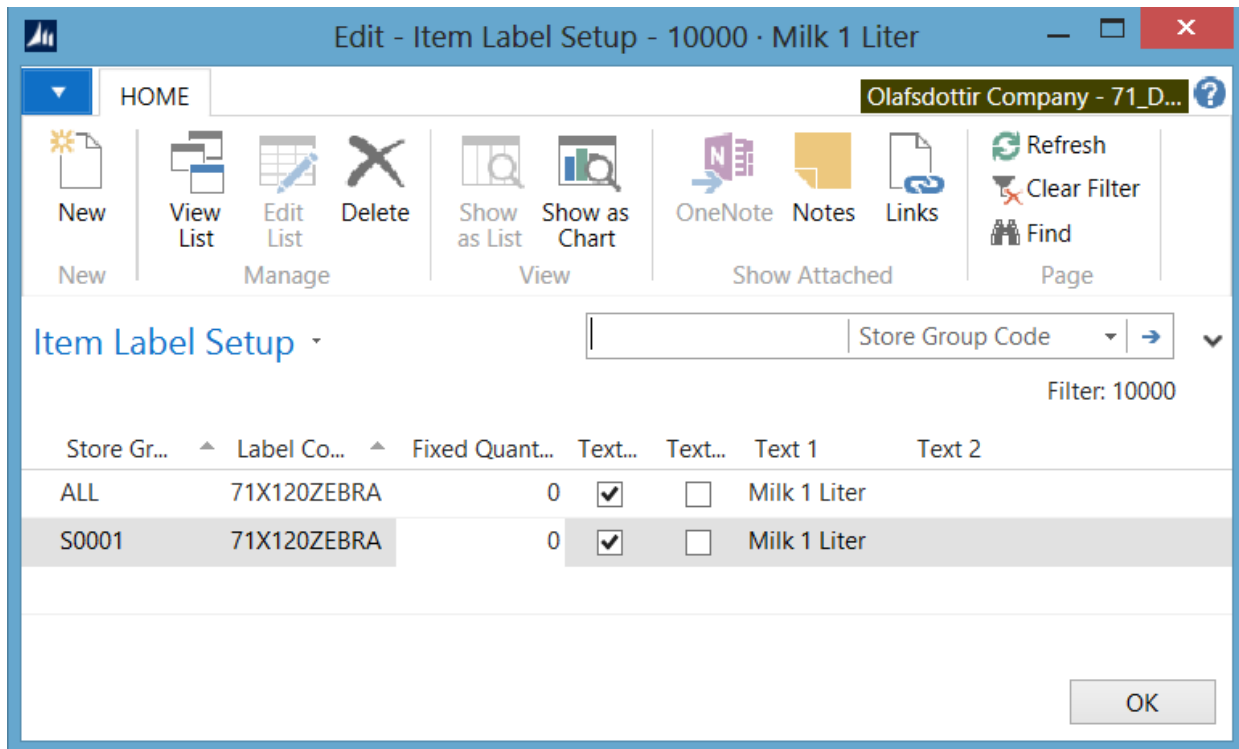 Edit - Item Label Setup - 10000 · Milk 1 Liter
HOME
Olafsdottir Company - 71_D...
New
View List
Edit List
Delete
Show as List
Show as Chart
OneNote
Notes
Links
Refresh
Clear Filter
Find
New
Manage
View
Show Attached
Page
Item Label Setup
Store Group Code
Filter: 10000
Store Gr... Label Co... Fixed Quant... Text... Text... Text 1 Text 2
ALL 71X120ZEBRA 0 Milk 1 Liter
S0001 71X120ZEBRA 0 Milk 1 Liter
OK